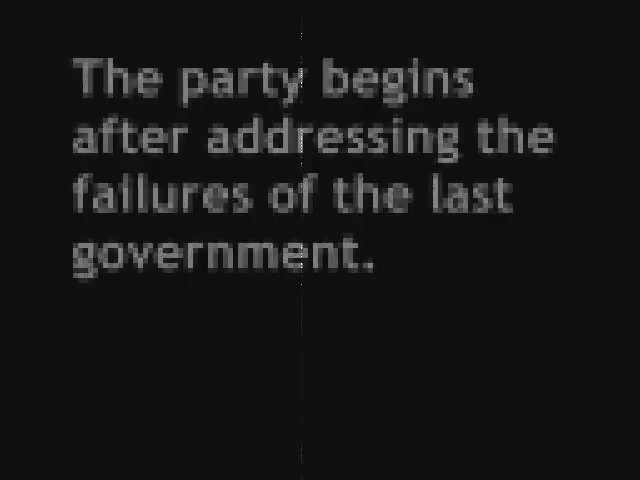 The party begins
after addressing the
failures of the last
government.